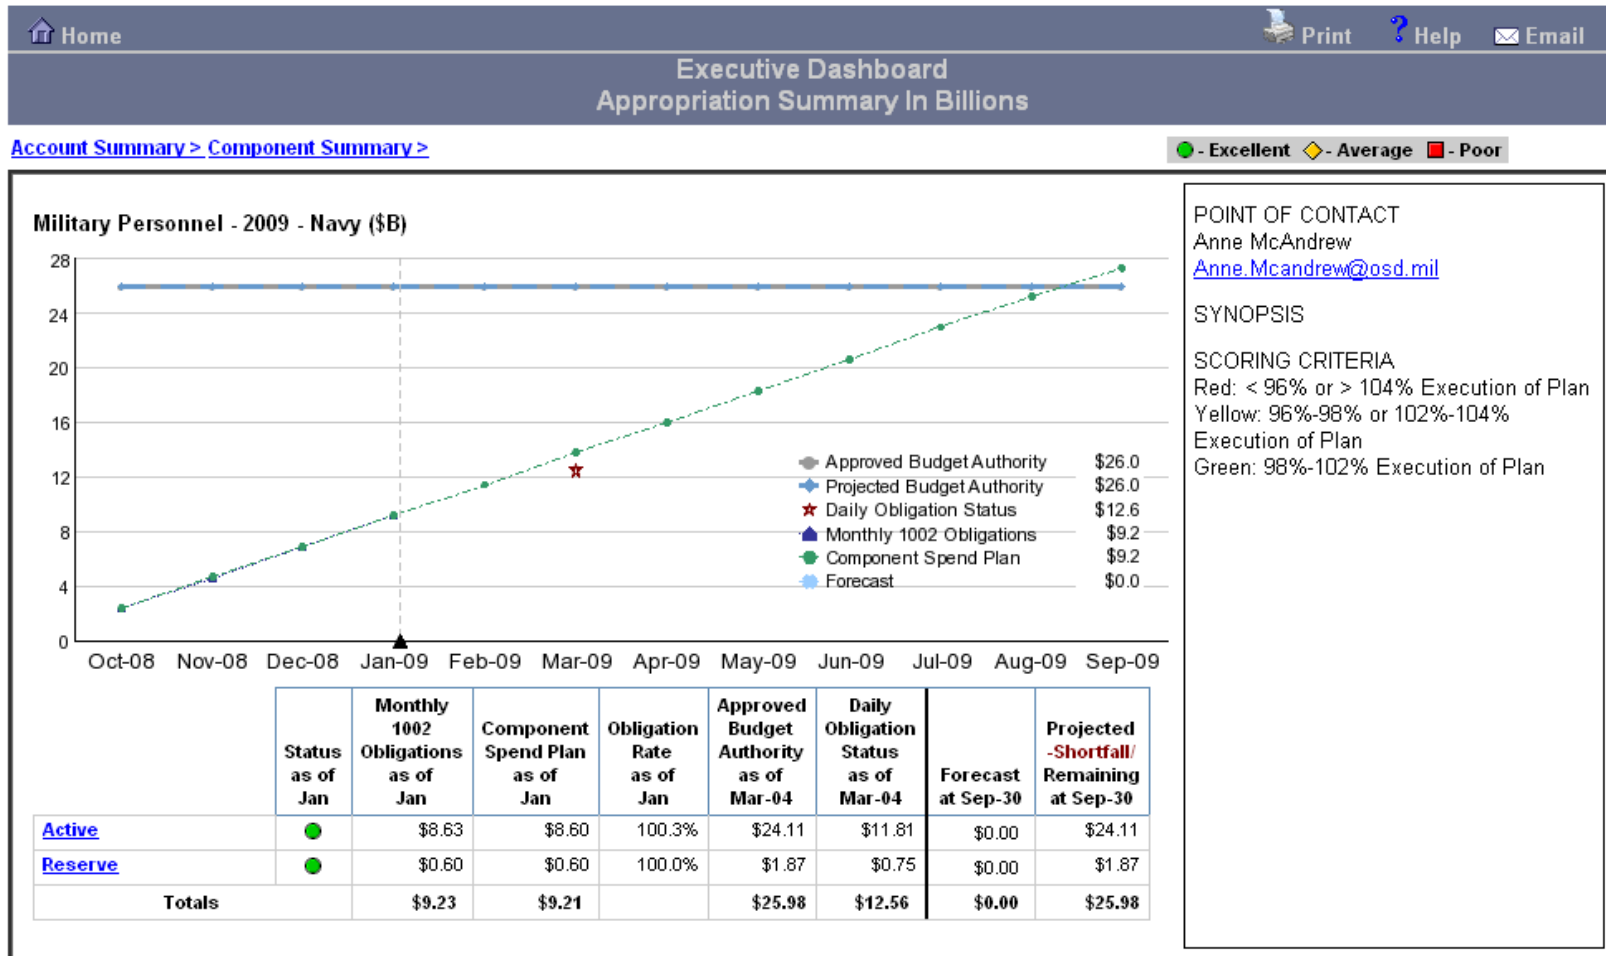 Home
Print
Help
Email
Executive Dashboard
Appropriation Summary In Billions
Account Summary > Component Summary >
- Excellent - Average - Poor
Military Personnel - 2009 - Navy ($B)
28
24
20
16
12
8
4
0
Approved Budget Authority $26.0
Projected Budget Authority $26.0
Daily Obligation Status $12.6
Monthly 1002 Obligations $9.2
Component Spend Plan $9.2
Forecast $0.0
Oct-08 Nov-08 Dec-08 Jan-09 Feb-09 Mar-09 Apr-09 May-09 Jun-09 Jul-09 Aug-09 Sep-09
Status
as of
Jan
Monthly
1002
Obligations
as of
Jan
Component
Spend Plan
as of
Jan
Obligation
Rate
as of
Jan
Approved
Budget
Authority
as of
Mar-04
Daily
Obligation
Status
as of
Mar-04
Forecast
at Sep-30
Projected
-Shortfall/
Remaining
at Sep-30
Active $8.63 $8.60 100.3% $24.11 $11.81 $0.00 $24.11
Reserve $0.60 $0.60 100.0% $1.87 $0.75 $0.00 $1.87
Totals $9.23 $9.21 $25.98 $12.56 $0.00 $25.98
POINT OF CONTACT
Anne McAndrew
Anne.Mcandrew@osd.mil
SYNOPSIS
SCORING CRITERIA
Red: < 96% or > 104% Execution of Plan
Yellow: 96%-98% or 102%-104%
Execution of Plan
Green: 98%-102% Execution of Plan